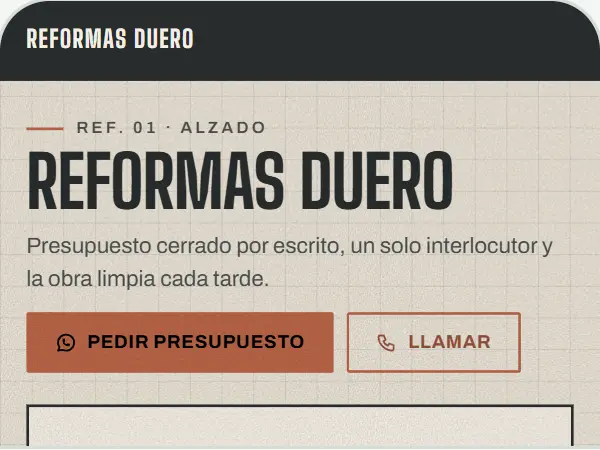 REFORMAS DUERO
REF. 01 · ALZADO
REFORMAS DUERO
Presupuesto cerrado por escrito, un solo interlocutor y
la obra limpia cada tarde.
PEDIR PRESUPUESTO
LLAMAR